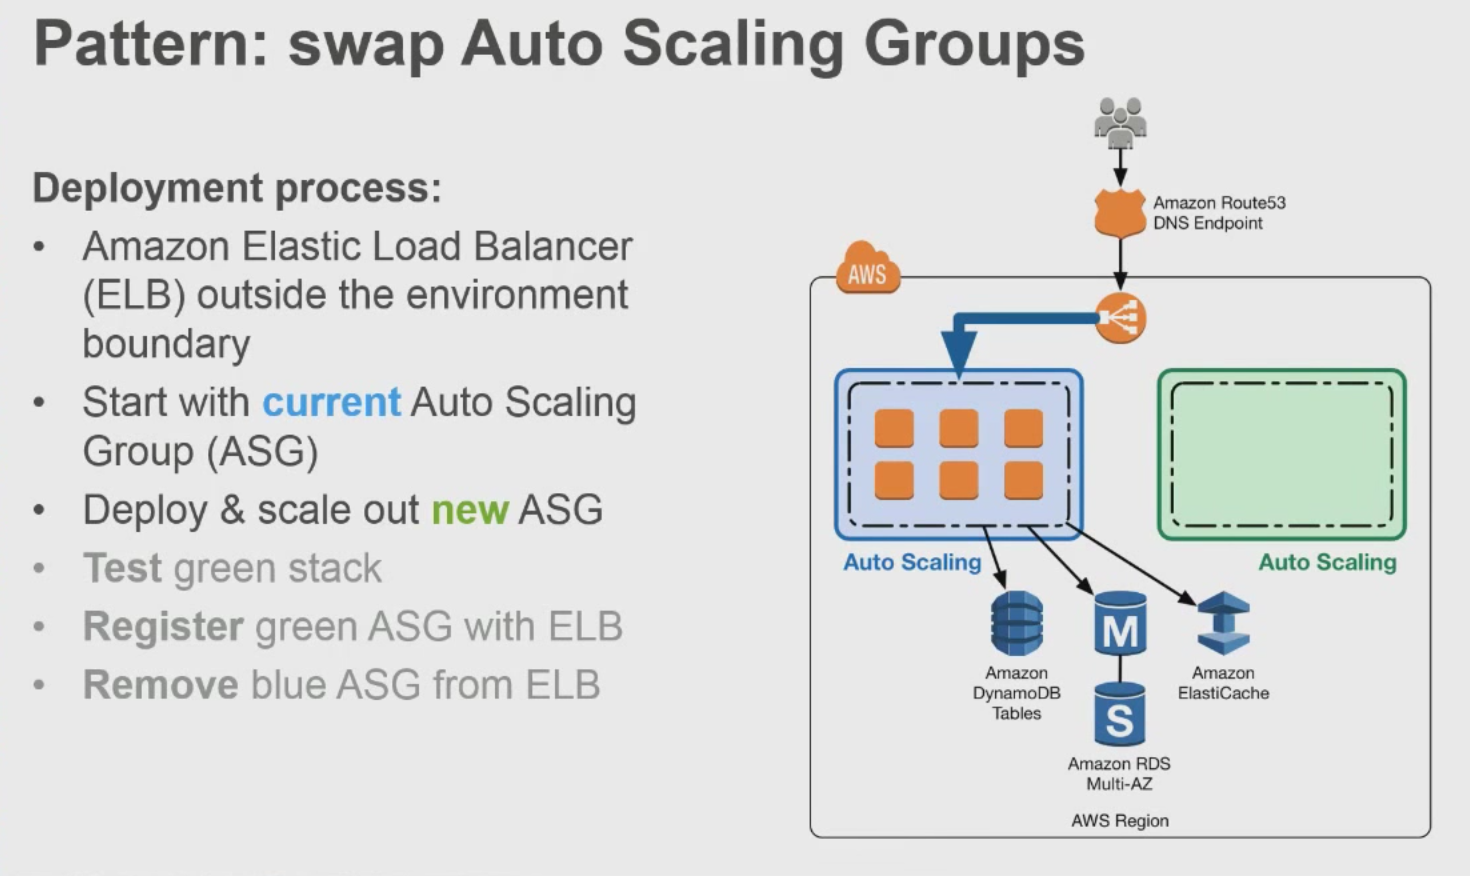 Pattern: swap Auto Scaling Groups
Deployment process:
• Amazon Elastic Load Balancer
(ELB) outside the environment
boundary
• Start with current Auto Scaling
Group (ASG)
• Deploy & scale out new ASG
• Test green stack
• Register green ASG with ELB
• Remove blue ASG from ELB
Amazon Route53
DNS Endpoint
AWS
Auto Scaling
Auto Scaling
M
S
Amazon
DynamoDB
Tables
Amazon
ElastiCache
Amazon RDS
Multi-AZ
AWS Region